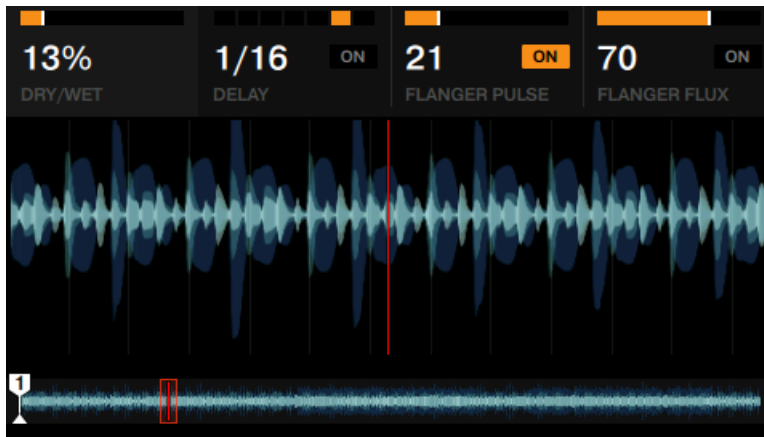 13% 1/16 ON 21 ON 70 ON
DRY/WET DELAY FLANGER PULSE FLANGER FLUX
1